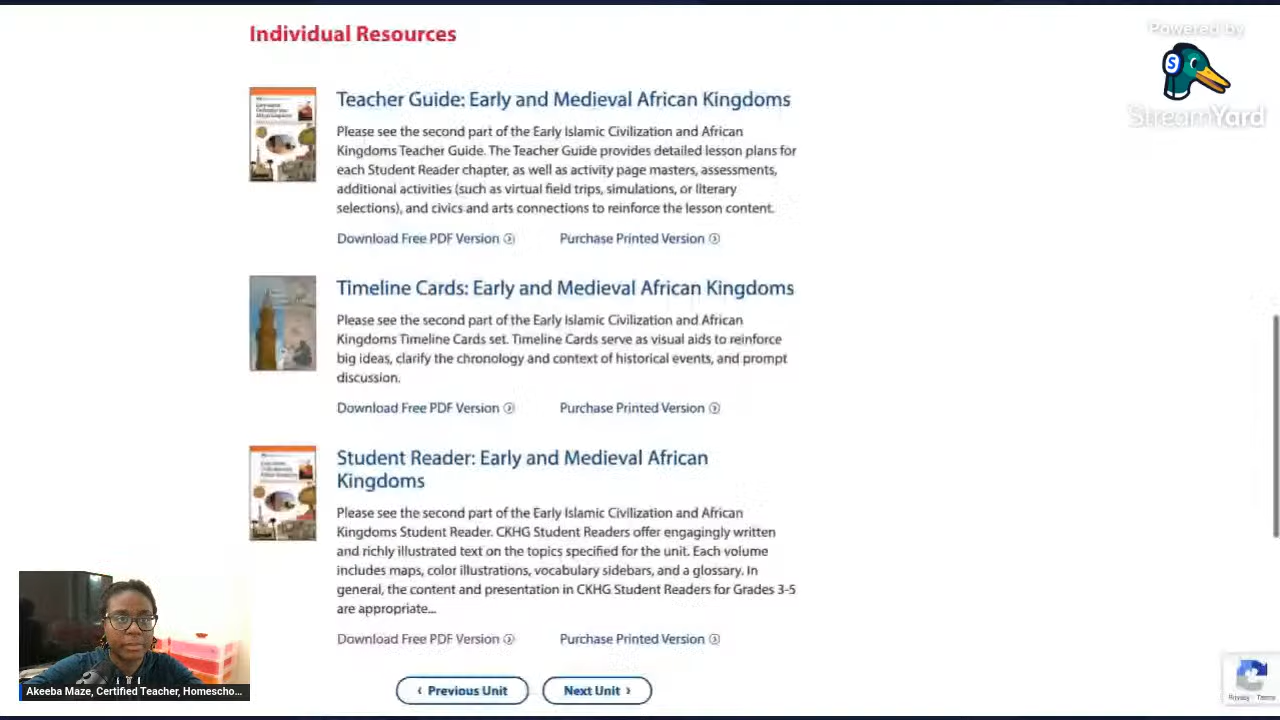 Powered by
StreamYard
Individual Resources
Teacher Guide: Early and Medieval African Kingdoms
Please see the second part of the Early Islamic Civilization and African
Kingdoms Teacher Guide. The Teacher Guide provides detailed lesson plans for
each Student Reader chapter, as well as activity page masters, assessments,
additional activities (such as virtual field trips, simulations, or literary
selections), and civics and arts connections to reinforce the lesson content.
Download Free PDF Version Purchase Printed Version
Timeline Cards: Early and Medieval African Kingdoms
Please see the second part of the Early Islamic Civilization and African
Kingdoms Timeline Cards set. Timeline Cards serve as visual aids to reinforce
big ideas, clarify the chronology and context of historical events, and prompt
discussion.
Download Free PDF Version Purchase Printed Version
Student Reader: Early and Medieval African
Kingdoms
Please see the second part of the Early Islamic Civilization and African
Kingdoms Student Reader. CKHG Student Readers offer engagingly written
and richly illustrated text on the topics specified for the unit. Each volume
includes maps, color illustrations, vocabulary sidebars, and a glossary. In
general, the content and presentation in CKHG Student Readers for Grades 3-5
are appropriate...
Download Free PDF Version Purchase Printed Version
‹ Previous Unit Next Unit ›
Akeeba Maze, Certified Teacher, Homescho...
Privacy - Terms